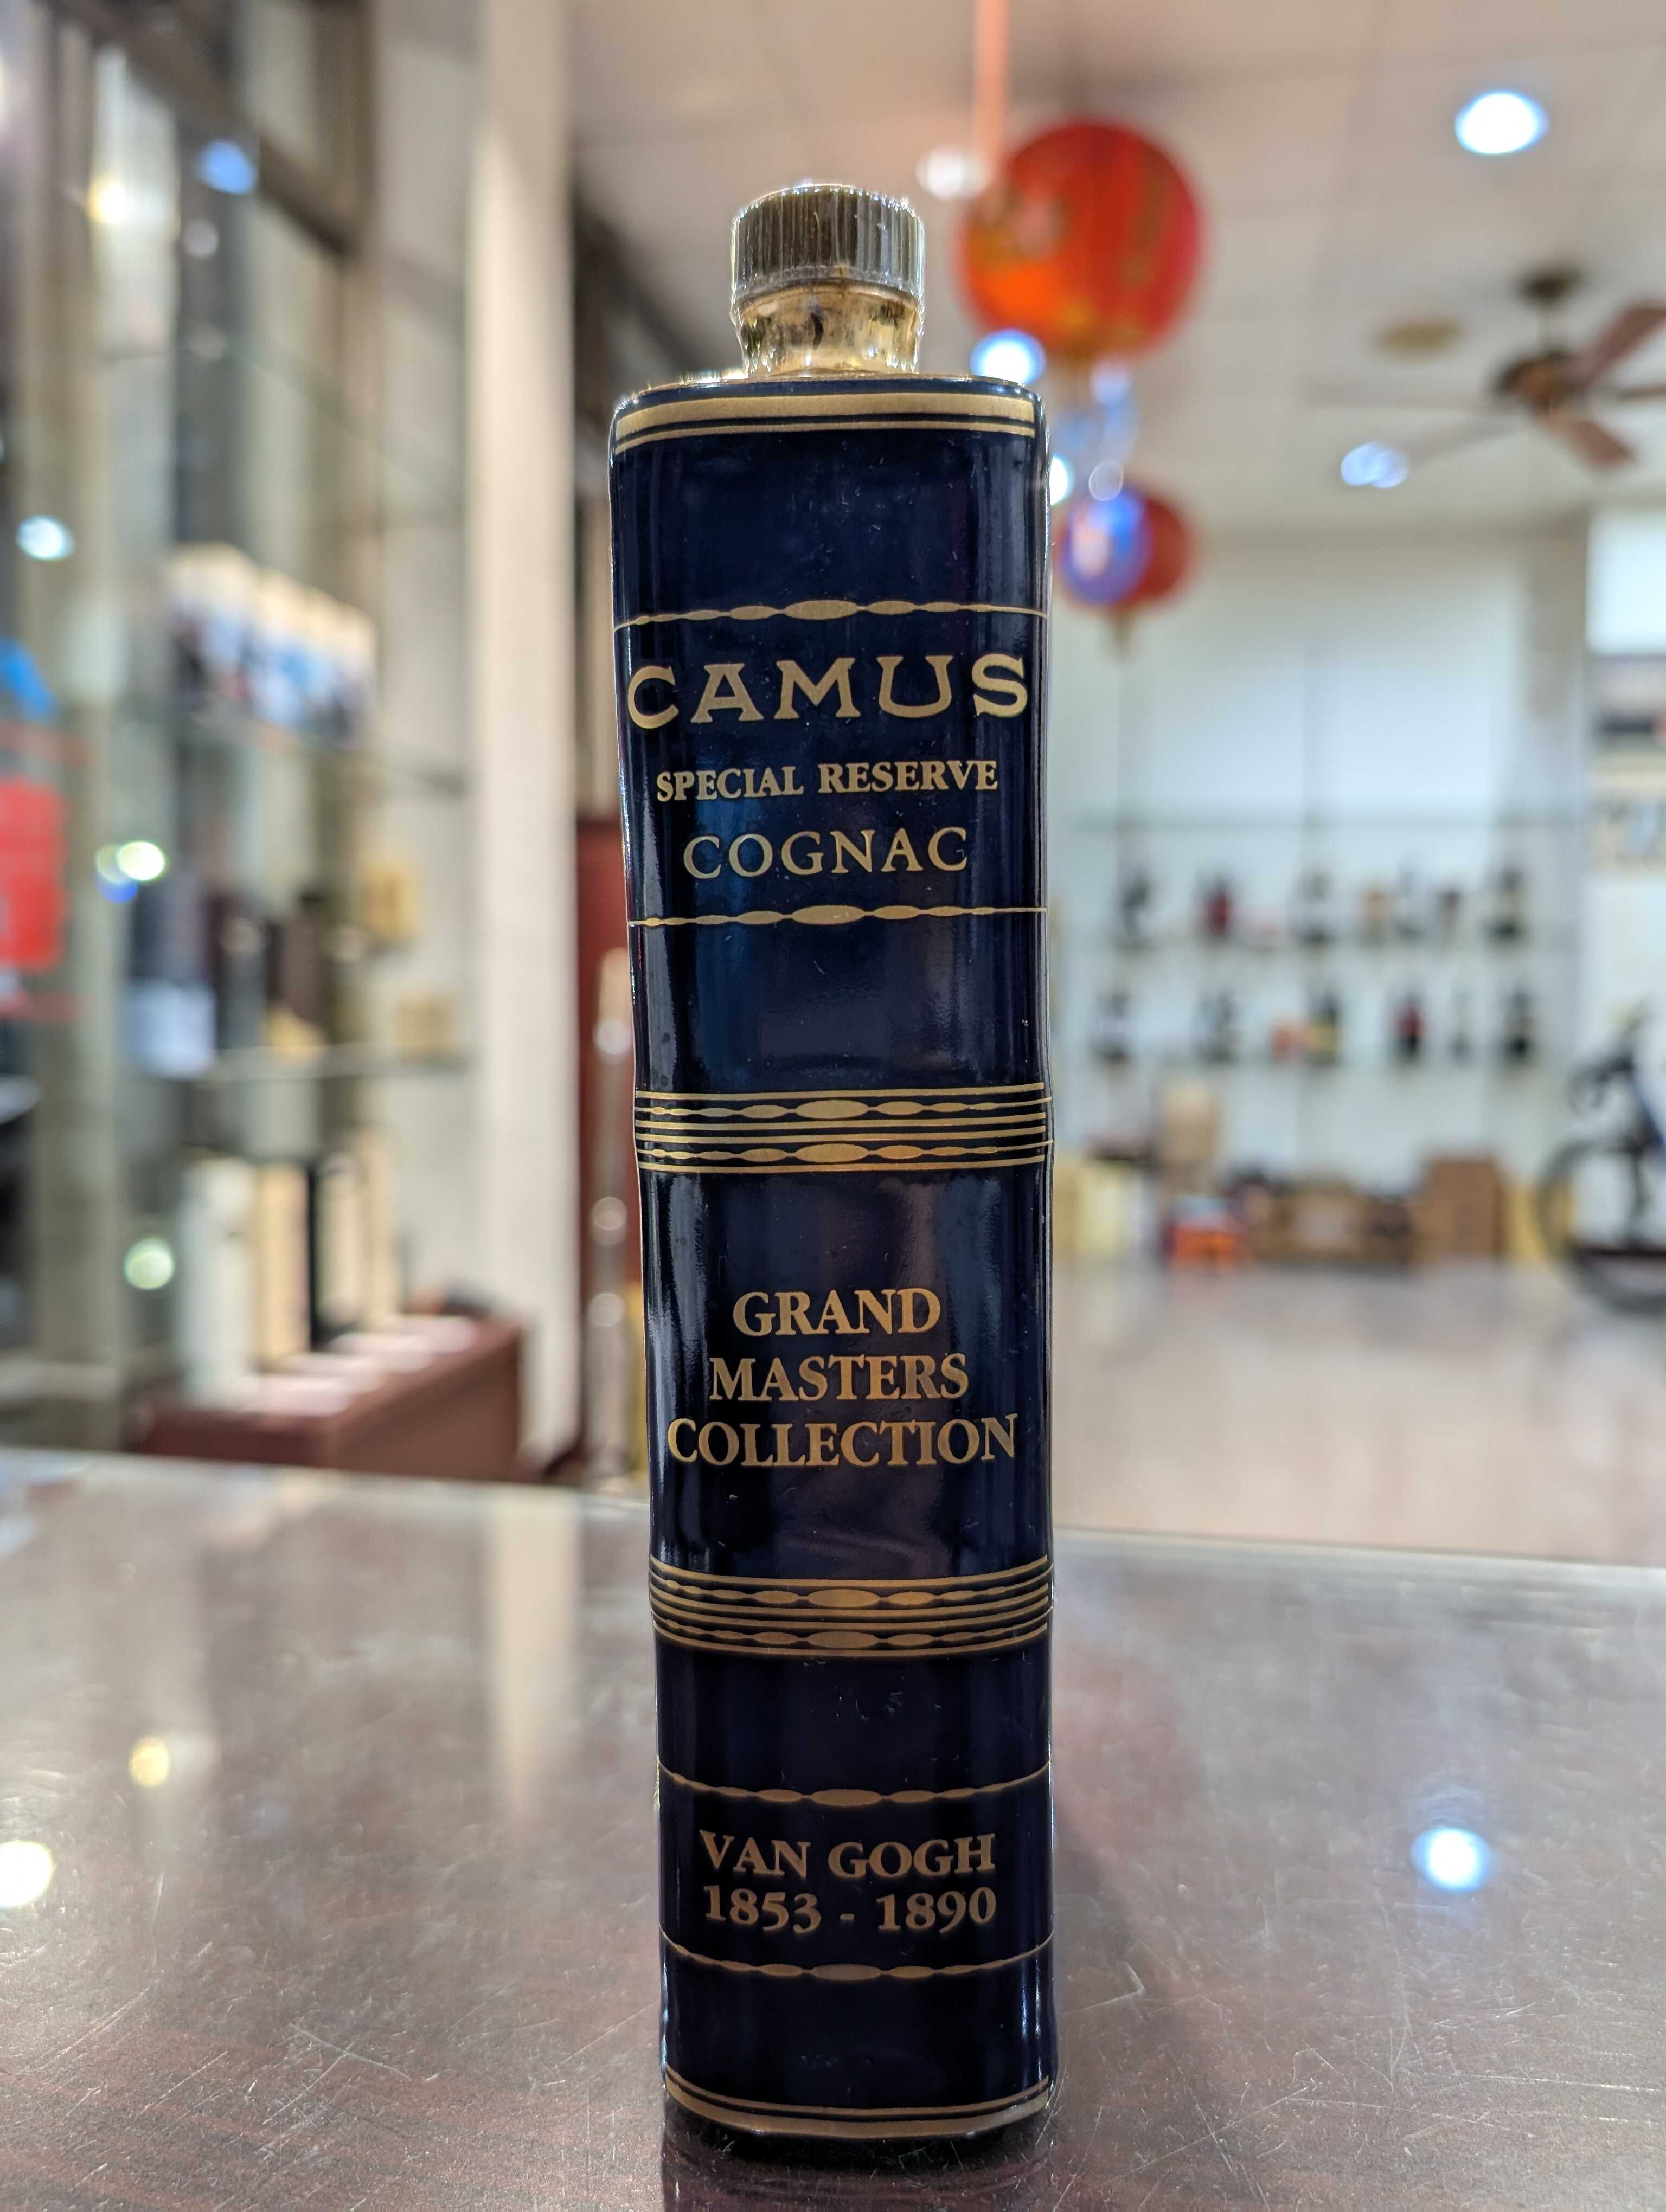 CAMUS
SPECIAL RESERVE
COGNAC
GRAND
MASTERS
COLLECTION
VAN GOGH
1853 - 1890